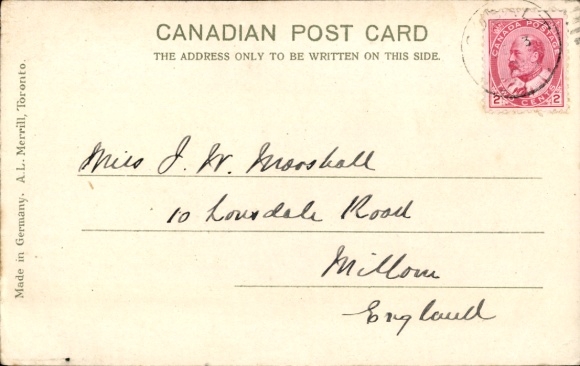 CANADIAN POST CARD
THE ADDRESS ONLY TO BE WRITTEN ON THIS SIDE.
CANADA POSTAGE
2 CENTS 2
Miss J. W. Marshall
10 Lonsdale Road
Millom
England
Made in Germany. A. L. Merrill, Toronto.